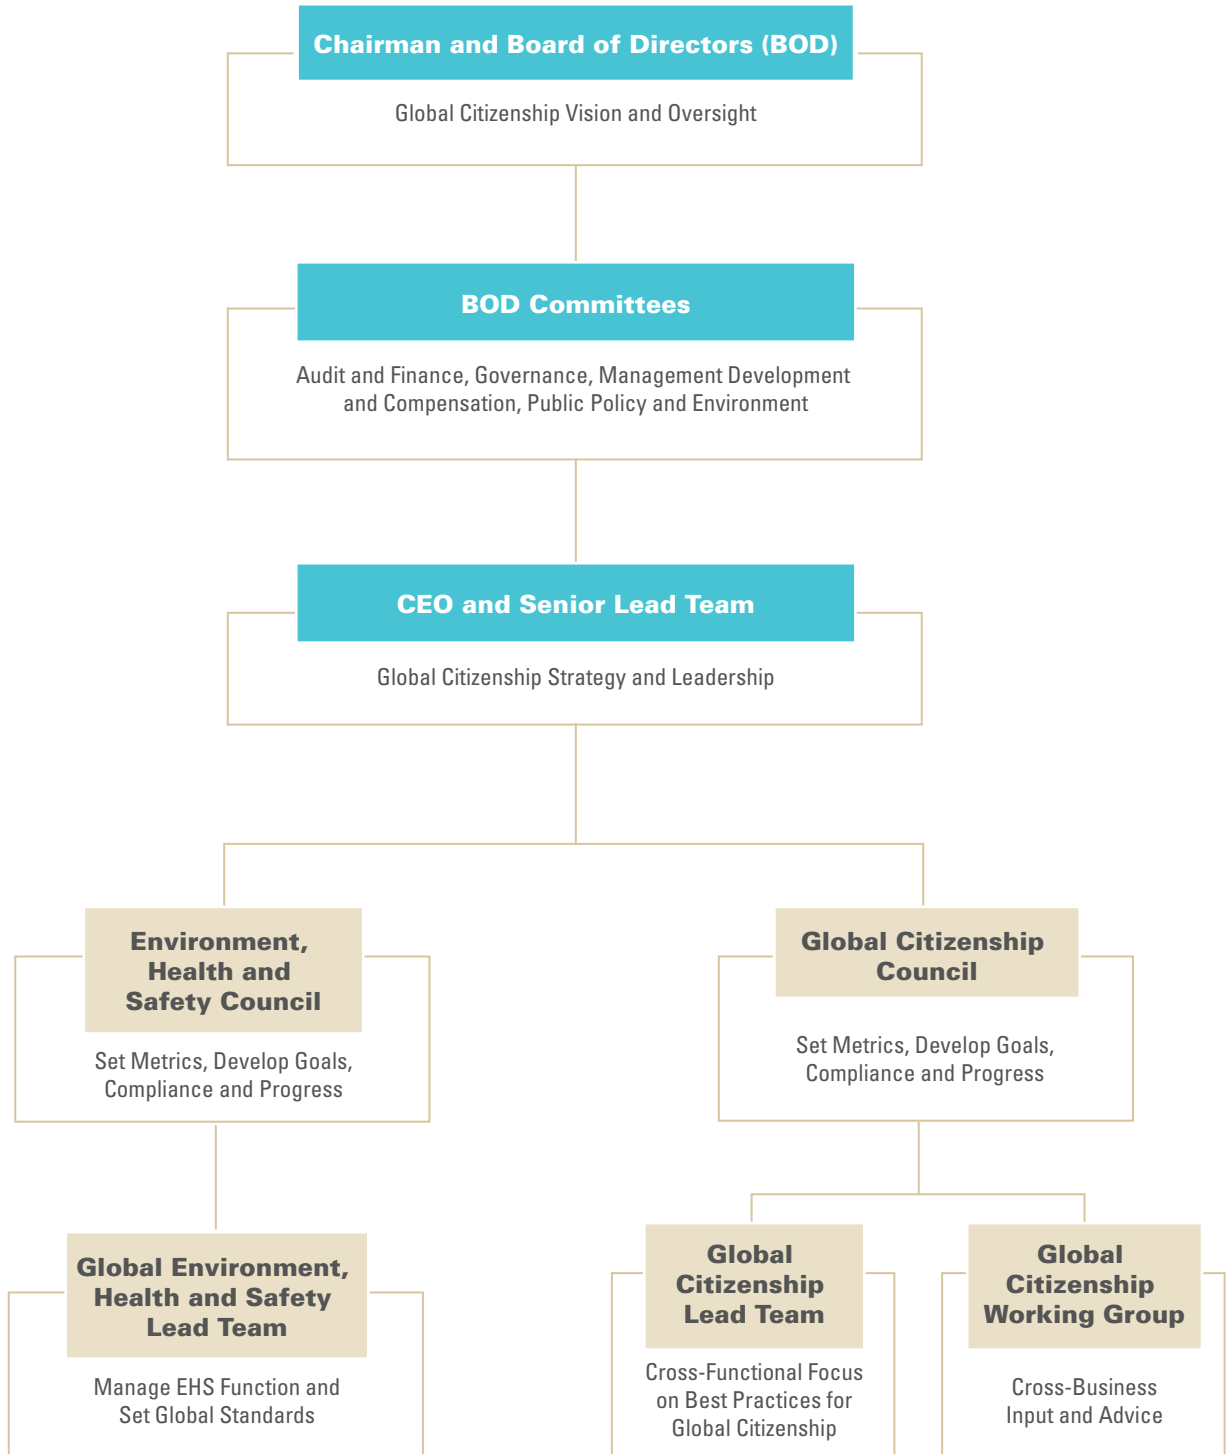 Chairman and Board of Directors (BOD)
Global Citizenship Vision and Oversight
BOD Committees
Audit and Finance, Governance, Management Development
and Compensation, Public Policy and Environment
CEO and Senior Lead Team
Global Citizenship Strategy and Leadership
Environment,
Health and
Safety Council
Set Metrics, Develop Goals,
Compliance and Progress
Global Citizenship
Council
Set Metrics, Develop Goals,
Compliance and Progress
Global Environment,
Health and Safety
Lead Team
Manage EHS Function and
Set Global Standards
Global
Citizenship
Lead Team
Cross-Functional Focus
on Best Practices for
Global Citizenship
Global
Citizenship
Working Group
Cross-Business
Input and Advice